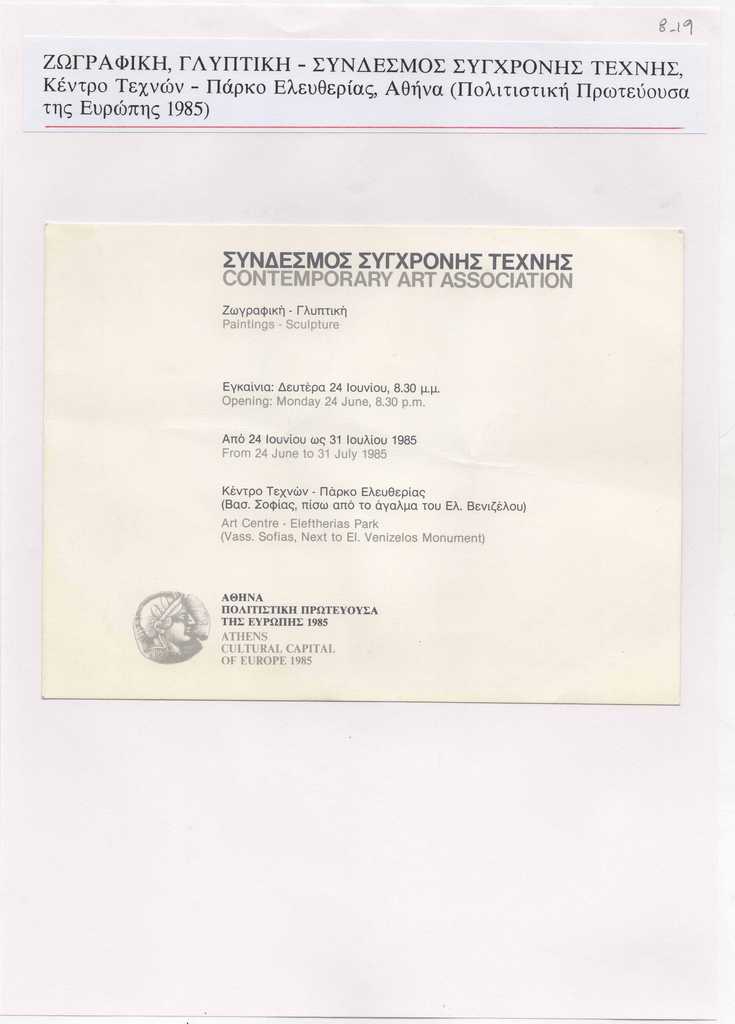 8-19
ΖΩΓΡΑΦΙΚΗ, ΓΛΥΠΤΙΚΗ - ΣΥΝΔΕΣΜΟΣ ΣΥΓΧΡΟΝΗΣ ΤΕΧΝΗΣ,
Κέντρο Τεχνών - Πάρκο Ελευθερίας, Αθήνα (Πολιτιστική Πρωτεύουσα
της Ευρώπης 1985)
ΣΥΝΔΕΣΜΟΣ ΣΥΓΧΡΟΝΗΣ ΤΕΧΝΗΣ
CONTEMPORARY ART ASSOCIATION
Ζωγραφική - Γλυπτική
Paintings - Sculpture
Εγκαίνια: Δευτέρα 24 Ιουνίου, 8.30 μ.μ.
Opening: Monday 24 June, 8.30 p.m.
Από 24 Ιουνίου ως 31 Ιουλίου 1985
From 24 June to 31 July 1985
Κέντρο Τεχνών - Πάρκο Ελευθερίας
(Βασ. Σοφίας, πίσω από το άγαλμα του Ελ. Βενιζέλου)
Art Centre - Eleftherias Park
(Vass. Sofias, Next to El. Venizelos Monument)
ΑΘΗΝΑ
ΠΟΛΙΤΙΣΤΙΚΗ ΠΡΩΤΕΥΟΥΣΑ
ΤΗΣ ΕΥΡΩΠΗΣ 1985
ATHENS
CULTURAL CAPITAL
OF EUROPE 1985